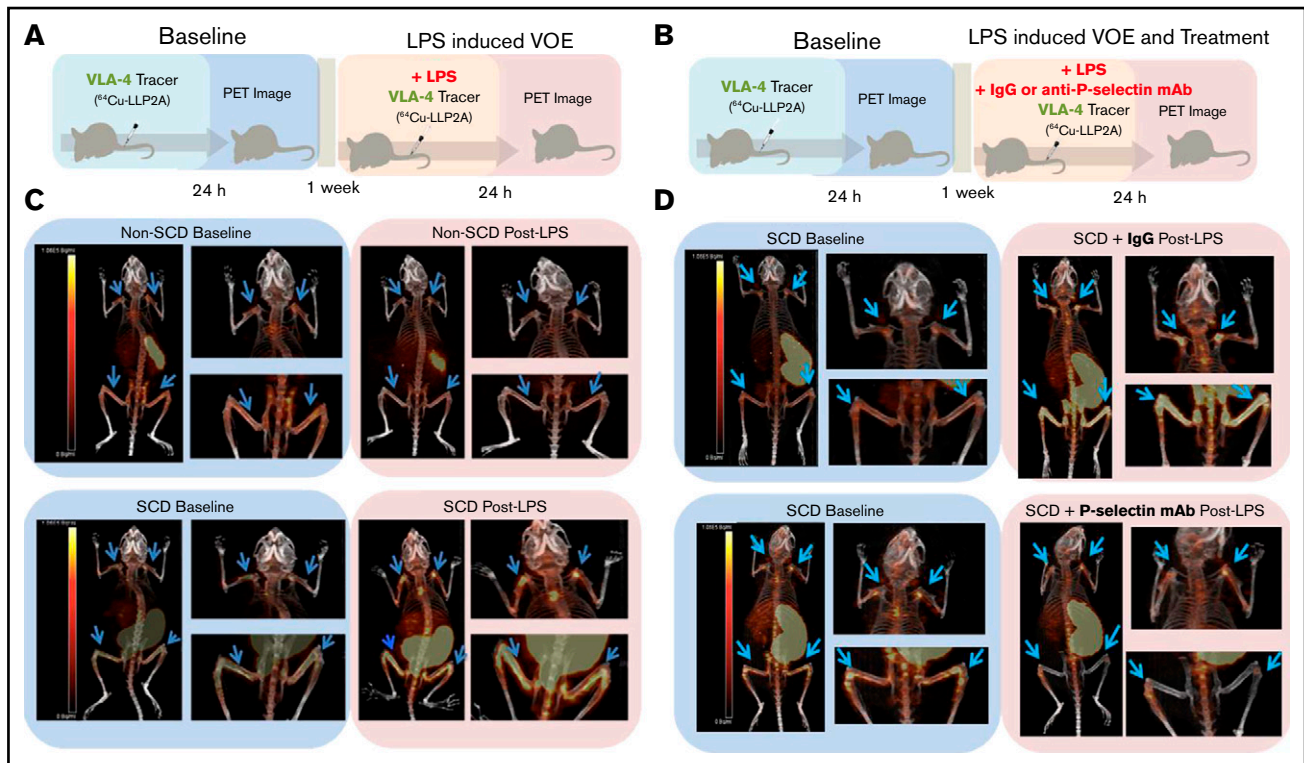 A
Baseline
LPS induced VOE
VLA-4 Tracer
(64Cu-LLP2A)
PET Image
+ LPS
VLA-4 Tracer
(64Cu-LLP2A)
PET Image
24 h
1 week
24 h
B
Baseline
LPS induced VOE and Treatment
VLA-4 Tracer
(64Cu-LLP2A)
PET Image
+ LPS
+ IgG or anti-P-selectin mAb
VLA-4 Tracer
(64Cu-LLP2A)
PET Image
24 h
1 week
24 h
C
Non-SCD Baseline
Non-SCD Post-LPS
SCD Baseline
SCD Post-LPS
D
SCD Baseline
SCD + IgG Post-LPS
SCD Baseline
SCD + P-selectin mAb Post-LPS